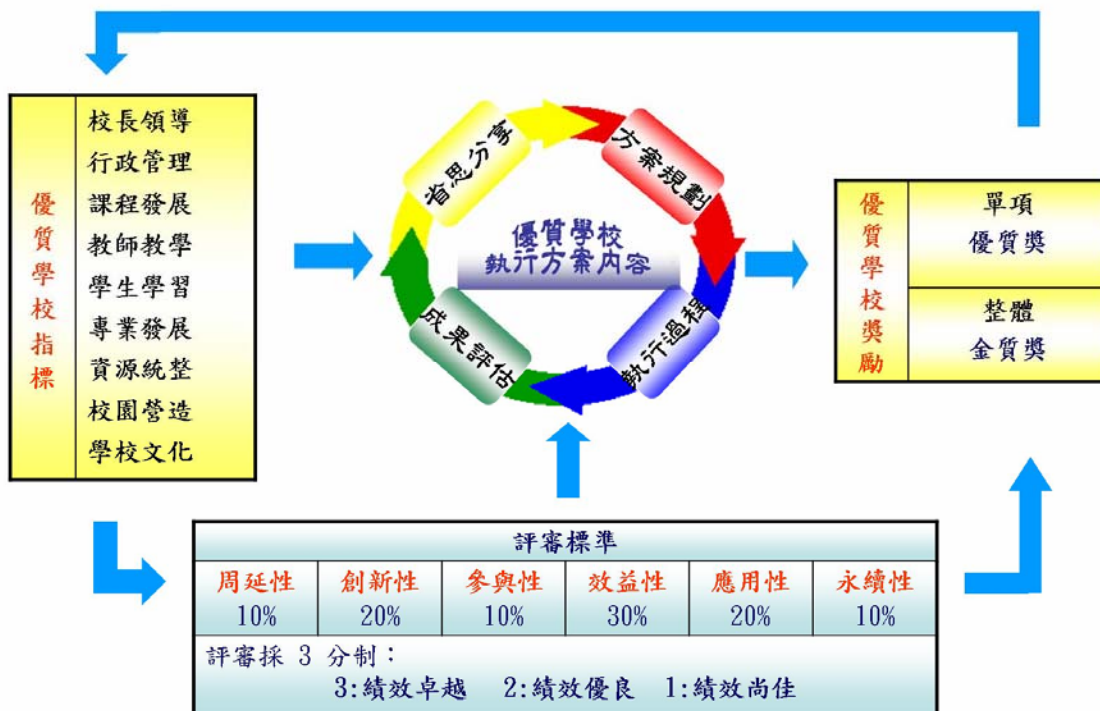 優質學校指標
校長領導
行政管理
課程發展
教師教學
學生學習
專業發展
資源統整
校園營造
學校文化
省思分享
方案規劃
優質學校
執行方案內容
成果評估
執行過程
優質學校獎勵
單項
優質獎
整體
金質獎
評審標準
周延性 創新性 參與性 效益性 應用性 永續性
10% 20% 10% 30% 20% 10%
評審採 3 分制：
3:績效卓越 2:績效優良 1:績效尚佳